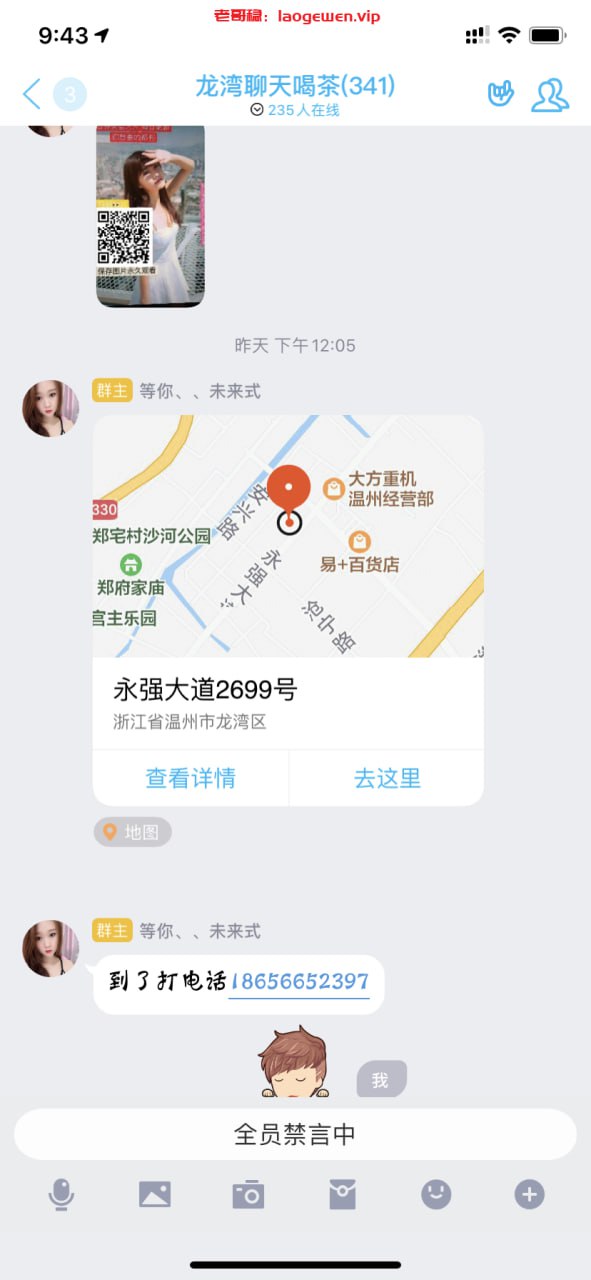 老哥稳：laogewen.vip
9:43
3
龙湾聊天喝茶(341)
235人在线
保存图片永久观看
昨天 下午12:05
群主 等你、、未来式
大方重机
温州经营部
330
安兴路
郑宅村沙河公园
永强大
易+百货店
郑府家庙
沧宁路
宫主乐园
永强大道2699号
浙江省温州市龙湾区
查看详情
去这里
地图
群主 等你、、未来式
到了打电话18656652397
我
全员禁言中